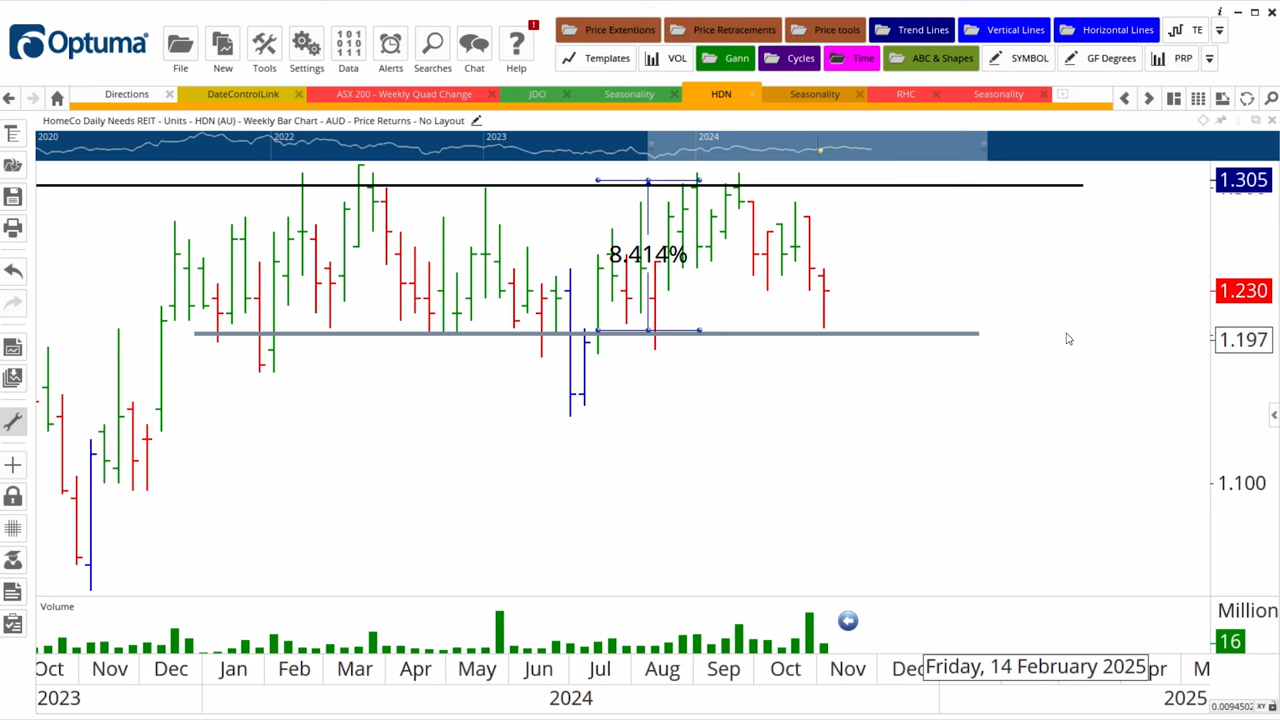 Optuma
File
New
Tools
Settings
101
010
010
Data
Alerts
Searches
Chat
!
?
Help
Price Extentions
Price Retracements
Price tools
Trend Lines
Vertical Lines
Horizontal Lines
TE
Templates
VOL
Gann
Cycles
Time
ABC & Shapes
SYMBOL
GF Degrees
PRP
Directions
DateControlLink
ASX 200 - Weekly Quad Change
JDO
Seasonality
HDN
Seasonality
RHC
Seasonality
HomeCo Daily Needs REIT - Units - HDN (AU) - Weekly Bar Chart - AUD - Price Returns - No Layout
2020
2022
2023
2024
1.305
8.414%
1.230
1.197
1.100
Volume
Million
16
Oct Nov Dec Jan Feb Mar Apr May Jun Jul Aug Sep Oct Nov Dec Friday, 14 February 2025 pr M
2023
2024
2025
XY